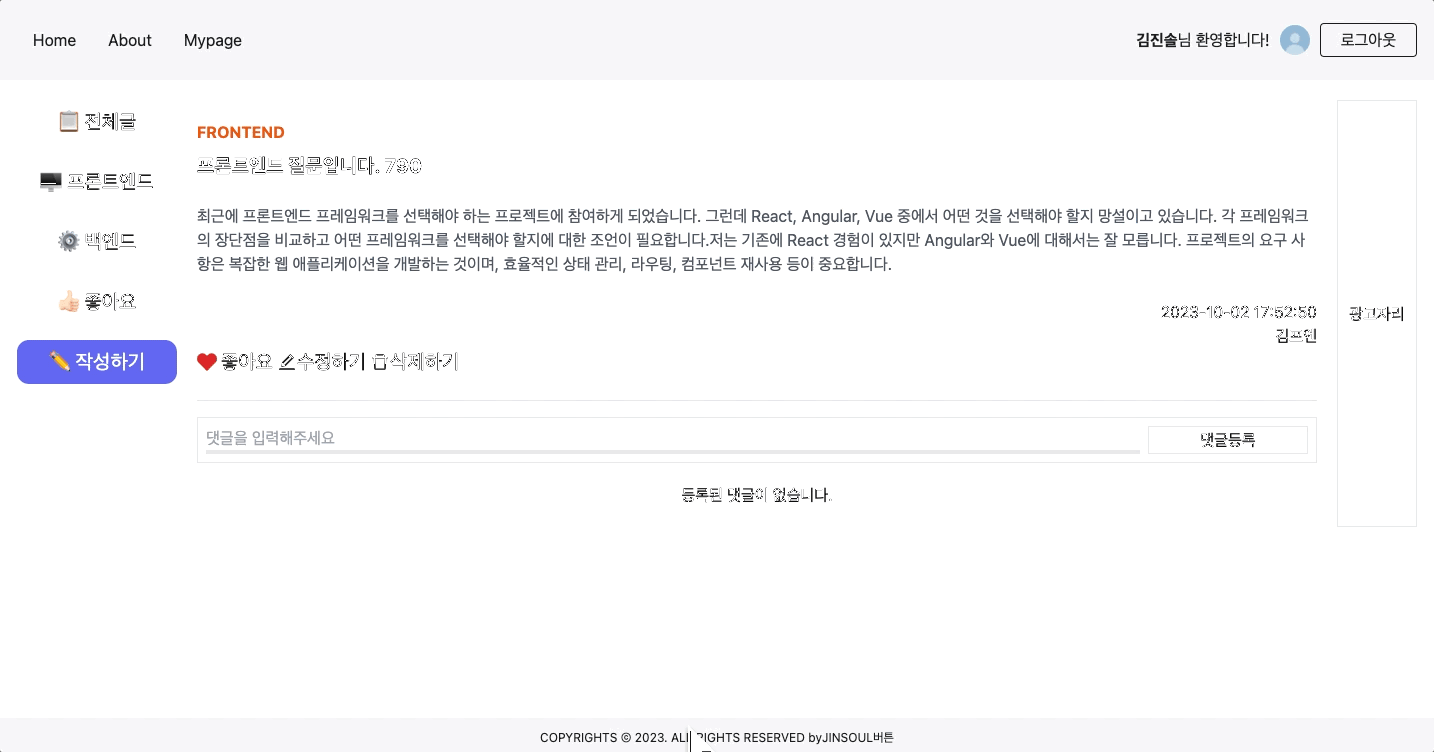 Home About Mypage
김진솔님 환영합니다! 로그아웃
전체글
프론트엔드
백엔드
좋아요
작성하기
FRONTEND
프론트엔드 질문입니다. 790
최근에 프론트엔드 프레임워크를 선택해야 하는 프로젝트에 참여하게 되었습니다. 그런데 React, Angular, Vue 중에서 어떤 것을 선택해야 할지 망설이고 있습니다. 각 프레임워크
의 장단점을 비교하고 어떤 프레임워크를 선택해야 할지에 대한 조언이 필요합니다.저는 기존에 React 경험이 있지만 Angular와 Vue에 대해서는 잘 모릅니다. 프로젝트의 요구 사
항은 복잡한 웹 애플리케이션을 개발하는 것이며, 효율적인 상태 관리, 라우팅, 컴포넌트 재사용 등이 중요합니다.
2023-10-02 17:52:50
김프엔
좋아요 수정하기 삭제하기
댓글을 입력해주세요 댓글등록
등록된 댓글이 없습니다.
광고자리
COPYRIGHTS © 2023. ALL RIGHTS RESERVED byJINSOUL버튼